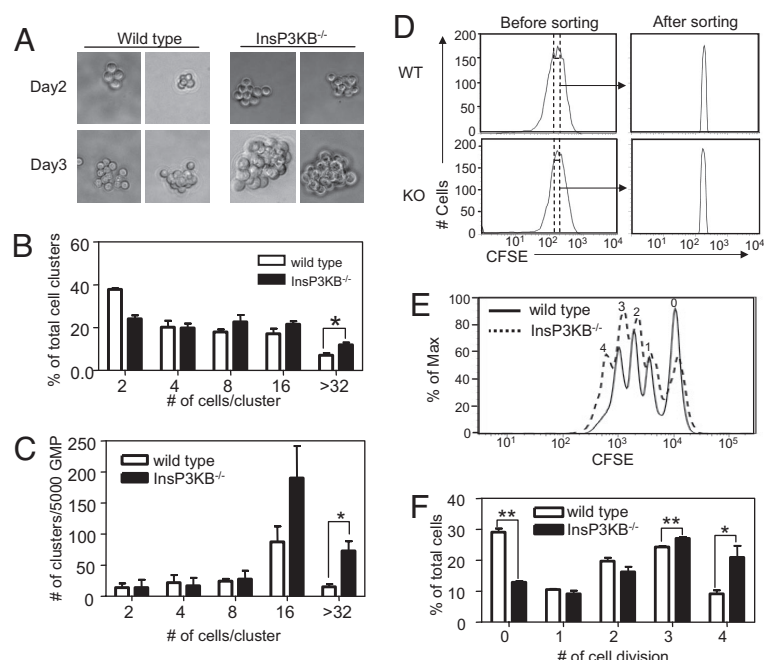 A
Wild type InsP3KB-/-
Day2
Day3
B
% of total cell clusters
60
40
20
0.0
wild type
InsP3KB-/-
*
2 4 8 16 >32
# of cells/cluster
C
# of clusters/5000 GMP
250
200
150
100
50
0
wild type
InsP3KB-/-
*
2 4 8 16 >32
# of cells/cluster
D
Before sorting After sorting
WT
200
150
100
50
0
KO
200
150
100
50
0
# Cells
10¹ 10² 10³ 10⁴ 10¹ 10² 10³ 10⁴
CFSE
E
% of Max
100
80
60
40
20
0
wild type
InsP3KB-/-
4 3 2 1 0
10¹ 10² 10³ 10⁴ 10⁵
CFSE
F
% of total cells
40
30
20
10
0
wild type
InsP3KB-/-
** ** *
0 1 2 3 4
# of cell division